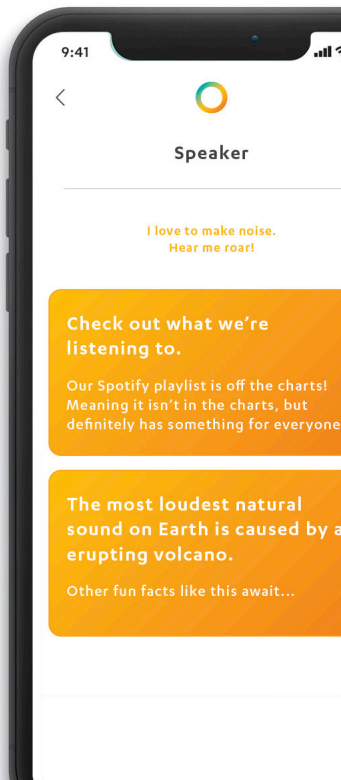 9:41
Speaker
I love to make noise.
Hear me roar!
Check out what we're
listening to.
Our Spotify playlist is off the charts!
Meaning it isn't in the charts, but
definitely has something for everyone
The most loudest natural
sound on Earth is caused by a
erupting volcano.
Other fun facts like this await...